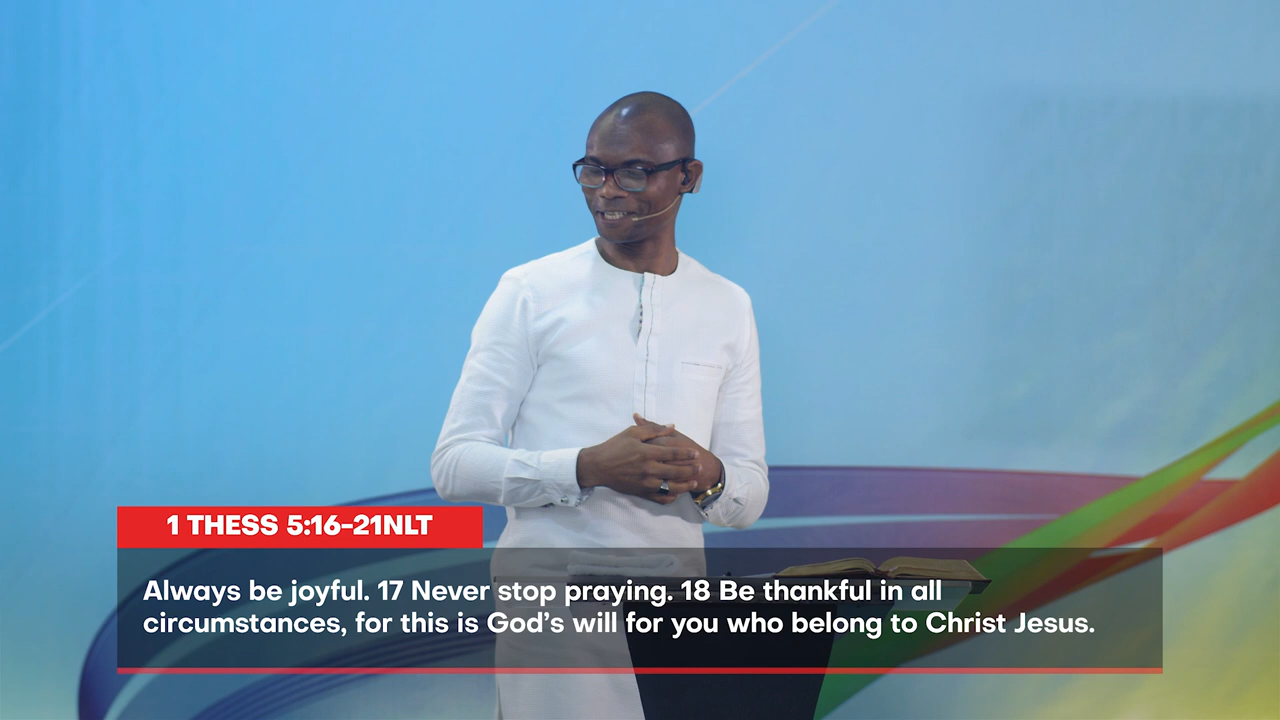 1 THESS 5:16-21NLT
Always be joyful. 17 Never stop praying. 18 Be thankful in all
circumstances, for this is God's will for you who belong to Christ Jesus.